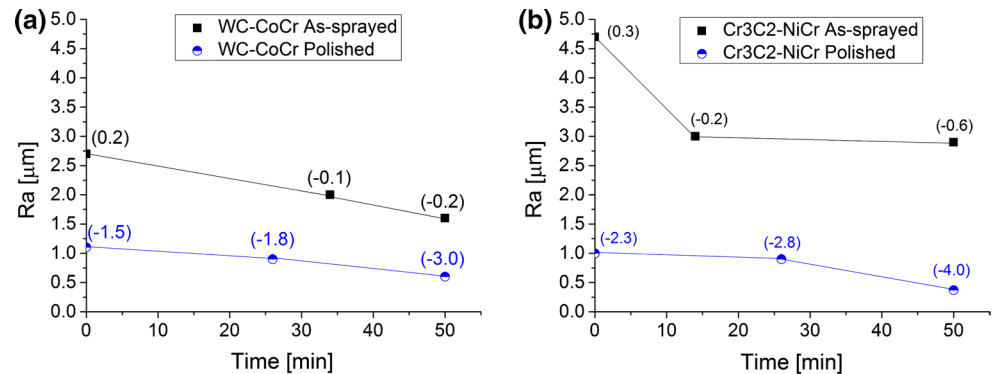 (a)
5.0
4.5
4.0
3.5
3.0
2.5
2.0
1.5
1.0
0.5
0.0
Ra [μm]
WC-CoCr As-sprayed
WC-CoCr Polished
(0.2)
(-0.1)
(-0.2)
(-1.5)
(-1.8)
(-3.0)
0 10 20 30 40 50
Time [min]
(b)
5.0
4.5
4.0
3.5
3.0
2.5
2.0
1.5
1.0
0.5
0.0
Ra [μm]
Cr3C2-NiCr As-sprayed
Cr3C2-NiCr Polished
(0.3)
(-0.2)
(-0.6)
(-2.3)
(-2.8)
(-4.0)
0 10 20 30 40 50
Time [min]